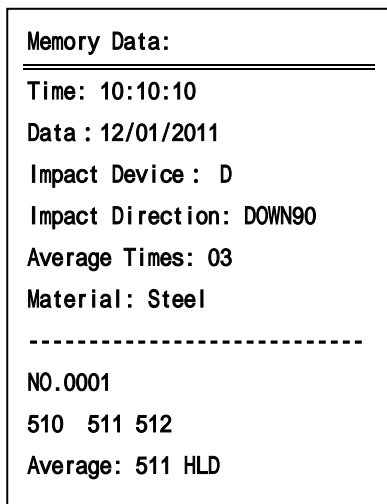 Memory Data:
Time: 10:10:10
Data : 12/01/2011
Impact Device : D
Impact Direction: DOWN90
Average Times: 03
Material: Steel
----------------------------
NO.0001
510 511 512
Average: 511 HLD